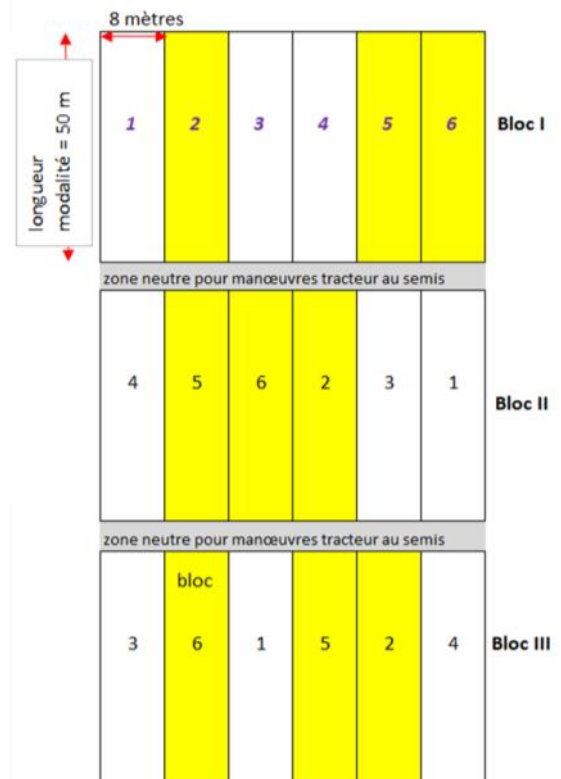 8 mètres
longueur
modalité = 50 m
1 2 3 4 5 6 Bloc I
zone neutre pour manœuvres tracteur au semis
4 5 6 2 3 1
Bloc II
zone neutre pour manœuvres tracteur au semis
bloc
3 6 1 5 2 4 Bloc III